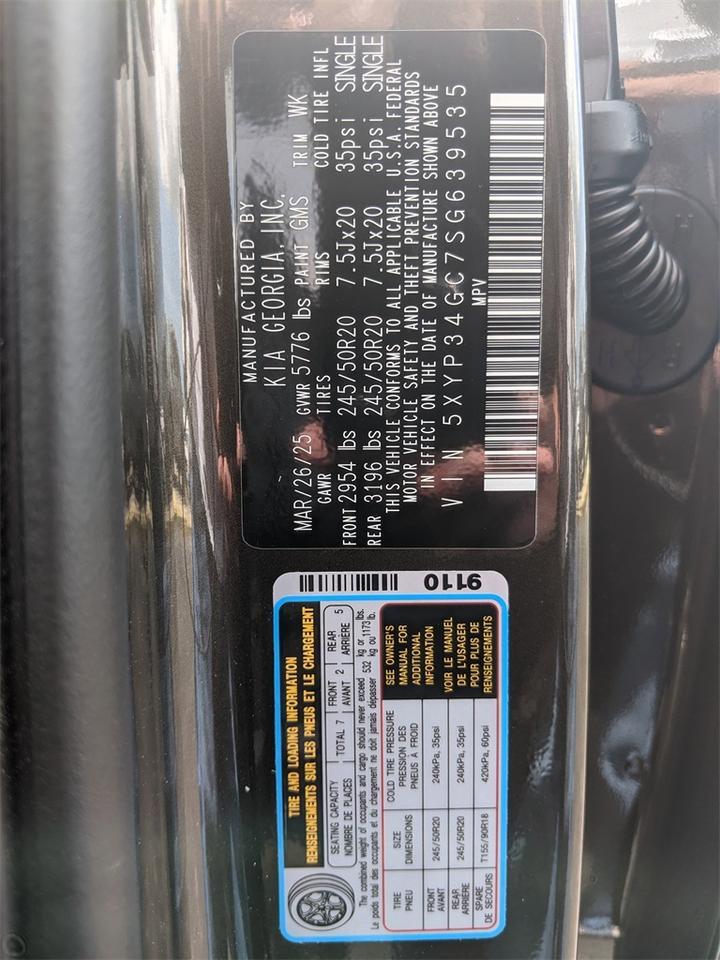 MANUFACTURED BY
KIA GEORGIA INC.
MAR/26/25 GVWR 5776 lbs PAINT GMS TRIM WK
GAWR TIRES RIMS COLD TIRE INFL
FRONT 2954 lbs 245/50R20 7.5Jx20 35psi SINGLE
REAR 3196 lbs 245/50R20 7.5Jx20 35psi SINGLE
THIS VEHICLE CONFORMS TO ALL APPLICABLE U.S.A. FEDERAL
MOTOR VEHICLE SAFETY AND THEFT PREVENTION STANDARDS
IN EFFECT ON THE DATE OF MANUFACTURE SHOWN ABOVE
VIN 5XYP34GC7SG639535
MPV
TIRE AND LOADING INFORMATION
RENSEIGNEMENTS SUR LES PNEUS ET LE CHARGEMENT
SEATING CAPACITY TOTAL 7 FRONT 2 REAR 5
NOMBRE DE PLACES AVANT ARRIÈRE
The combined weight of occupants and cargo should never exceed 532 kg or 1173 lbs.
Le poids total des occupants et du chargement ne doit jamais dépasser kg ou lb.
TIRE SIZE COLD TIRE PRESSURE
PNEU DIMENSIONS PRESSION DES PNEUS À FROID
FRONT 245/50R20 240kPa, 35psi
AVANT
REAR 245/50R20 240kPa, 35psi
ARRIÈRE
SPARE T155/90R18 420kPa, 60psi
DE SECOURS
SEE OWNER'S
MANUAL FOR
ADDITIONAL
INFORMATION
VOIR LE MANUEL
DE L'USAGER
POUR PLUS DE
RENSEIGNEMENTS
9110